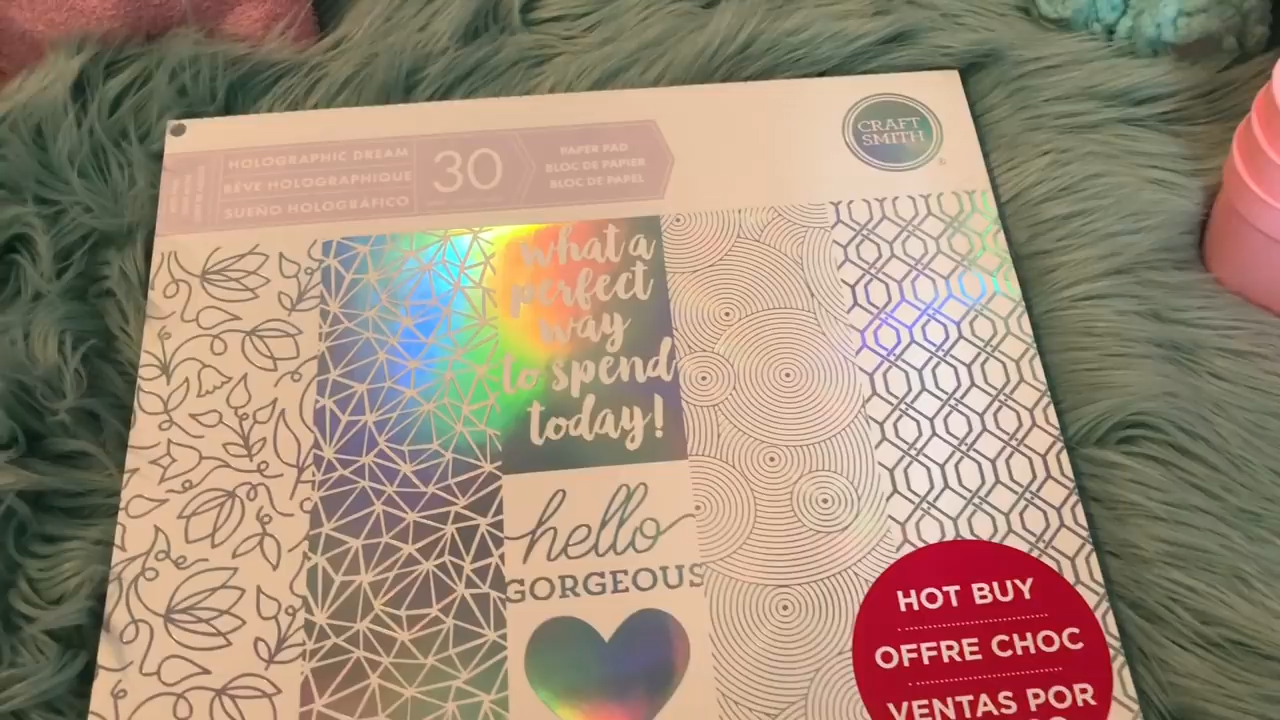 HOLOGRAPHIC DREAM
RÊVE HOLOGRAPHIQUE
SUEÑO HOLOGRÁFICO
30
PAPER PAD
BLOC DE PAPIER
BLOC DE PAPEL
CRAFT
SMITH
what a
perfect
way
to spend
today!
hello
GORGEOUS
HOT BUY
OFFRE CHOC
VENTAS POR